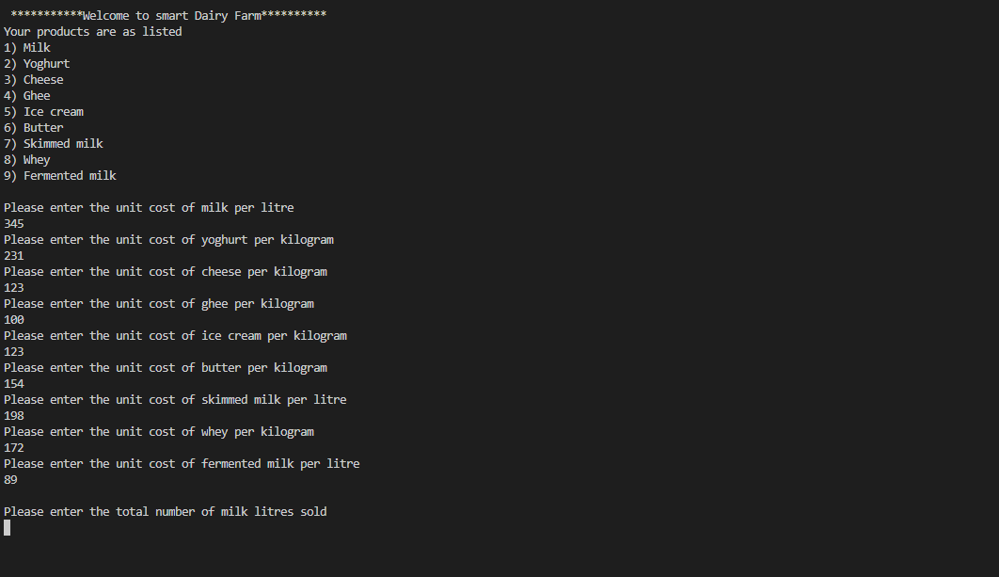 ***********Welcome to smart Dairy Farm**********
Your products are as listed
1) Milk
2) Yoghurt
3) Cheese
4) Ghee
5) Ice cream
6) Butter
7) Skimmed milk
8) Whey
9) Fermented milk
Please enter the unit cost of milk per litre
345
Please enter the unit cost of yoghurt per kilogram
231
Please enter the unit cost of cheese per kilogram
123
Please enter the unit cost of ghee per kilogram
100
Please enter the unit cost of ice cream per kilogram
123
Please enter the unit cost of butter per kilogram
154
Please enter the unit cost of skimmed milk per litre
198
Please enter the unit cost of whey per kilogram
172
Please enter the unit cost of fermented milk per litre
89
Please enter the total number of milk litres sold